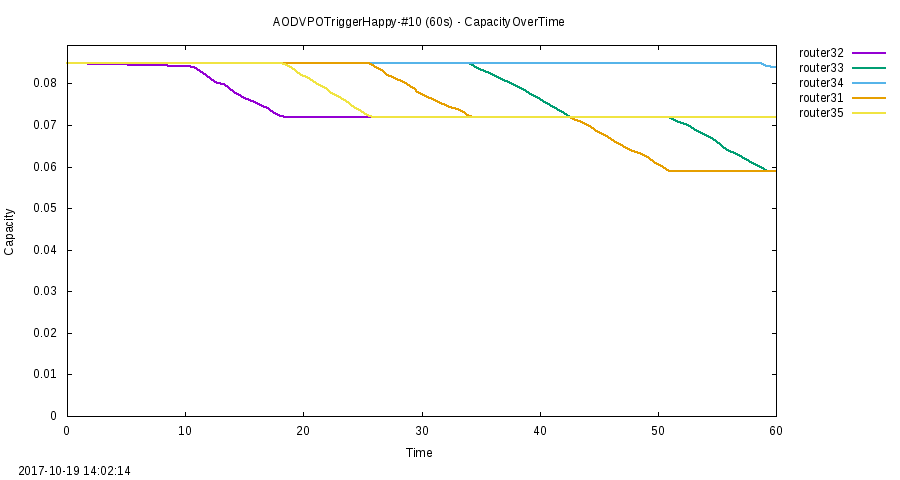 AODVPOTriggerHappy-#10 (60s) - CapacityOverTime
router32
router33
router34
router31
router35
0.08
0.07
0.06
0.05
0.04
0.03
0.02
0.01
0
Capacity
0 10 20 30 40 50 60
Time
2017-10-19 14:02:14